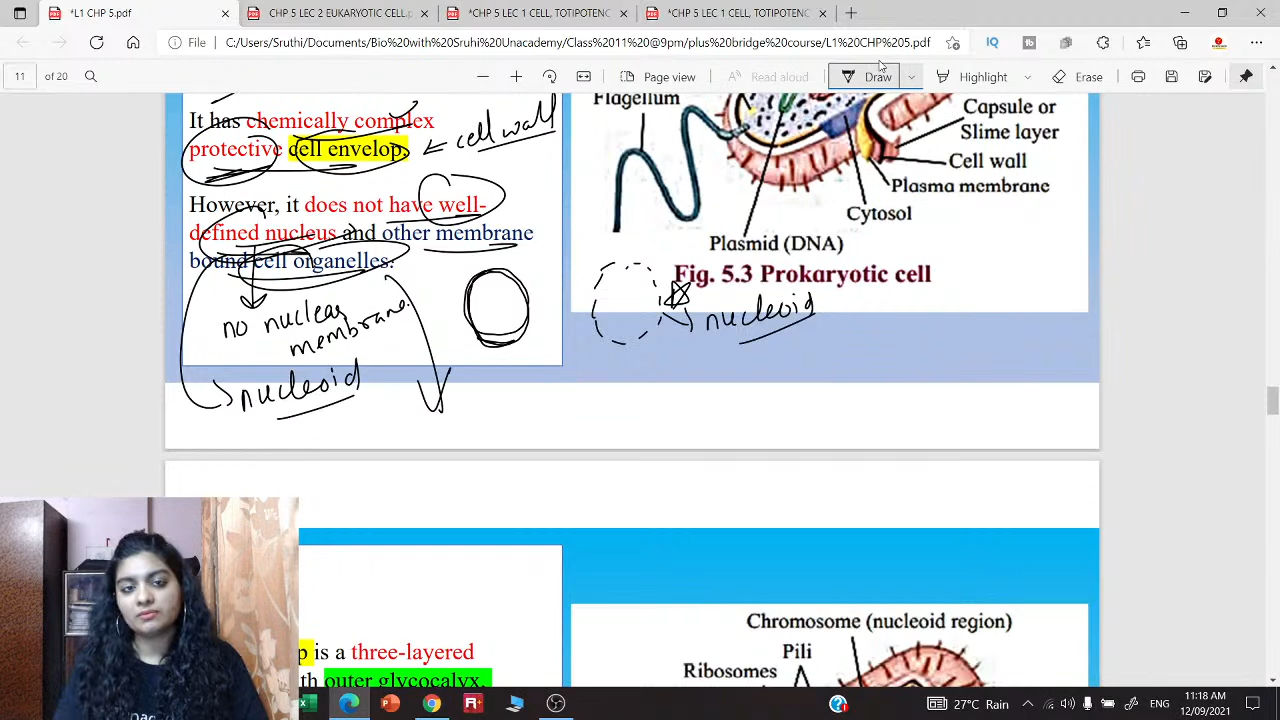 *L1 CHP 5.pdf
CHP 5 LEC 2 EUKARYOTIC CELL.p
*CHP 5 LEC 1 CELL, TOTIPOTENC
*CHP 5 LEC 1 CELL, TOTIPOTENC
File
C:/Users/Sruthi/Documents/Bio%20with%20Sruhi%20Unacademy/Class%2011%20@9pm/plus%20bridge%20course/L1%20CHP%205.pdf
11 of 20
Page view
Read aloud
Draw
Highlight
Erase
It has chemically complex
protective cell envelop.
cell wall
However, it does not have well-
defined nucleus and other membrane
bound cell organelles.
no nuclear
membrane.
nucleoid
Flagellum
Capsule or
Slime layer
Cell wall
Plasma membrane
Cytosol
Plasmid (DNA)
Fig. 5.3 Prokaryotic cell
nucleoid
p is a three-layered
th outer glycocalyx,
Chromosome (nucleoid region)
Pili
Ribosomes
27°C Rain
11:18 AM
12/09/2021